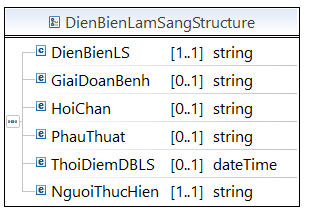 DienBienLamSangStructure
DienBienLS [1..1] string
GiaiDoanBenh [0..1] string
HoiChan [0..1] string
PhauThuat [0..1] string
ThoiDiemDBLS [0..1] dateTime
NguoiThucHien [1..1] string